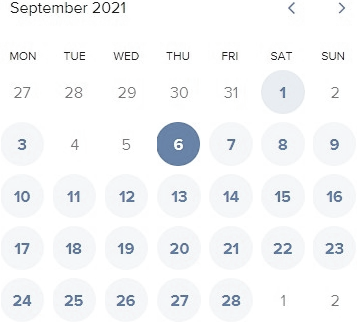 September 2021
MON TUE WED THU FRI SAT SUN
27 28 29 30 31 1 2
3 4 5 6 7 8 9
10 11 12 13 14 15 16
17 18 19 20 21 22 23
24 25 26 27 28 1 2